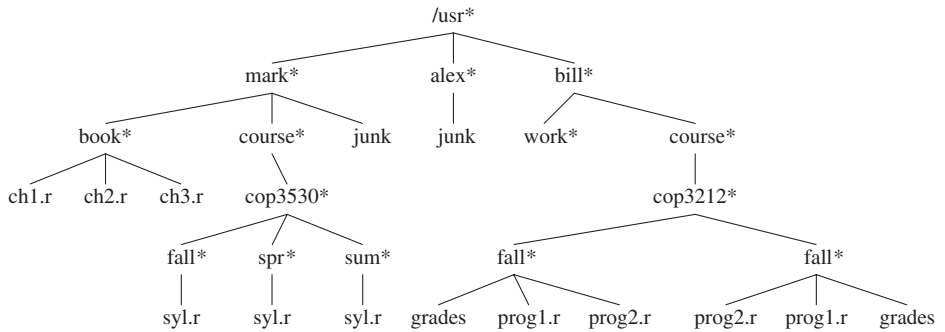 /usr*
mark* alex* bill*
book* course* junk junk work* course*
ch1.r ch2.r ch3.r cop3530* cop3212*
fall* spr* sum* fall* fall*
syl.r syl.r syl.r grades prog1.r prog2.r prog2.r prog1.r grades